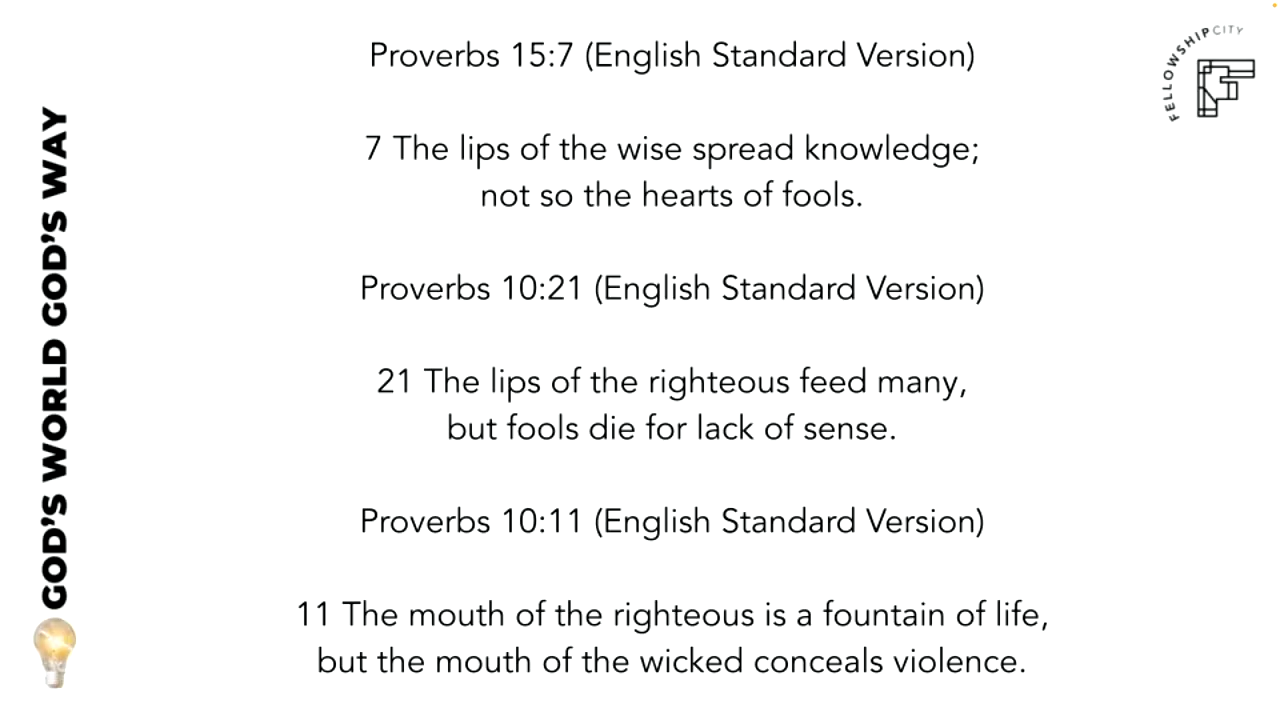 GOD'S WORLD GOD'S WAY
Proverbs 15:7 (English Standard Version)
7 The lips of the wise spread knowledge;
not so the hearts of fools.
Proverbs 10:21 (English Standard Version)
21 The lips of the righteous feed many,
but fools die for lack of sense.
Proverbs 10:11 (English Standard Version)
11 The mouth of the righteous is a fountain of life,
but the mouth of the wicked conceals violence.
FELLOWSHIPCITY